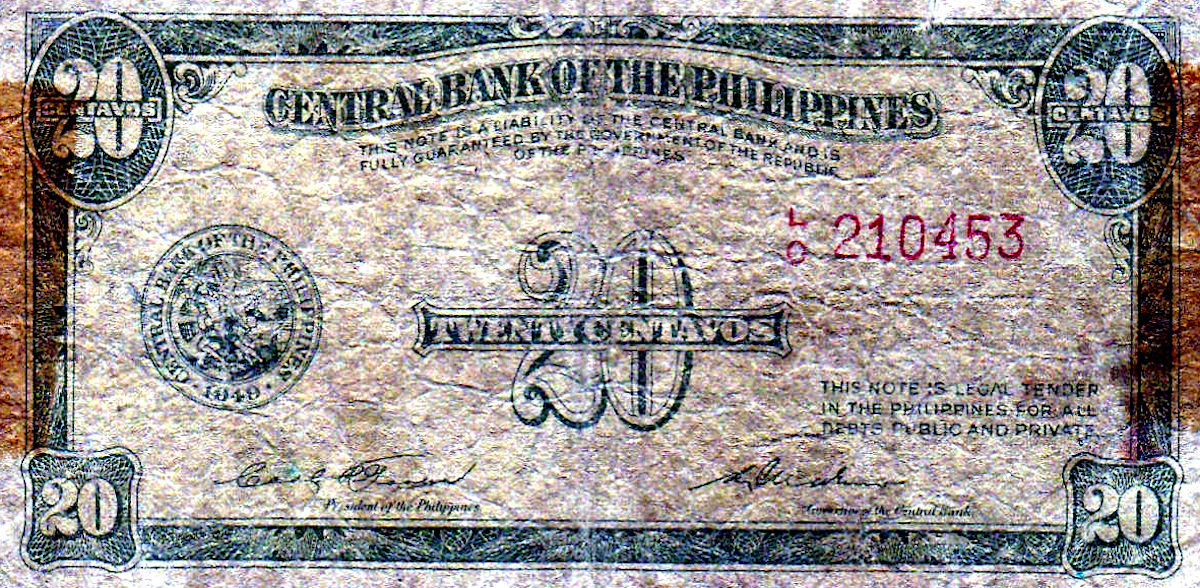 20
CENTAVOS
20
CENTAVOS
CENTRAL BANK OF THE PHILIPPINES
THIS NOTE IS A LIABILITY OF THE CENTRAL BANK AND IS
FULLY GUARANTEED BY THE GOVERNMENT OF THE REPUBLIC
OF THE PHILIPPINES
L
C 210453
CENTRAL BANK OF THE PHILIPPINES
1949
20
TWENTY CENTAVOS
THIS NOTE IS LEGAL TENDER
IN THE PHILIPPINES FOR ALL
DEBTS PUBLIC AND PRIVATE
President of the Philippines
Governor of the Central Bank
20
20